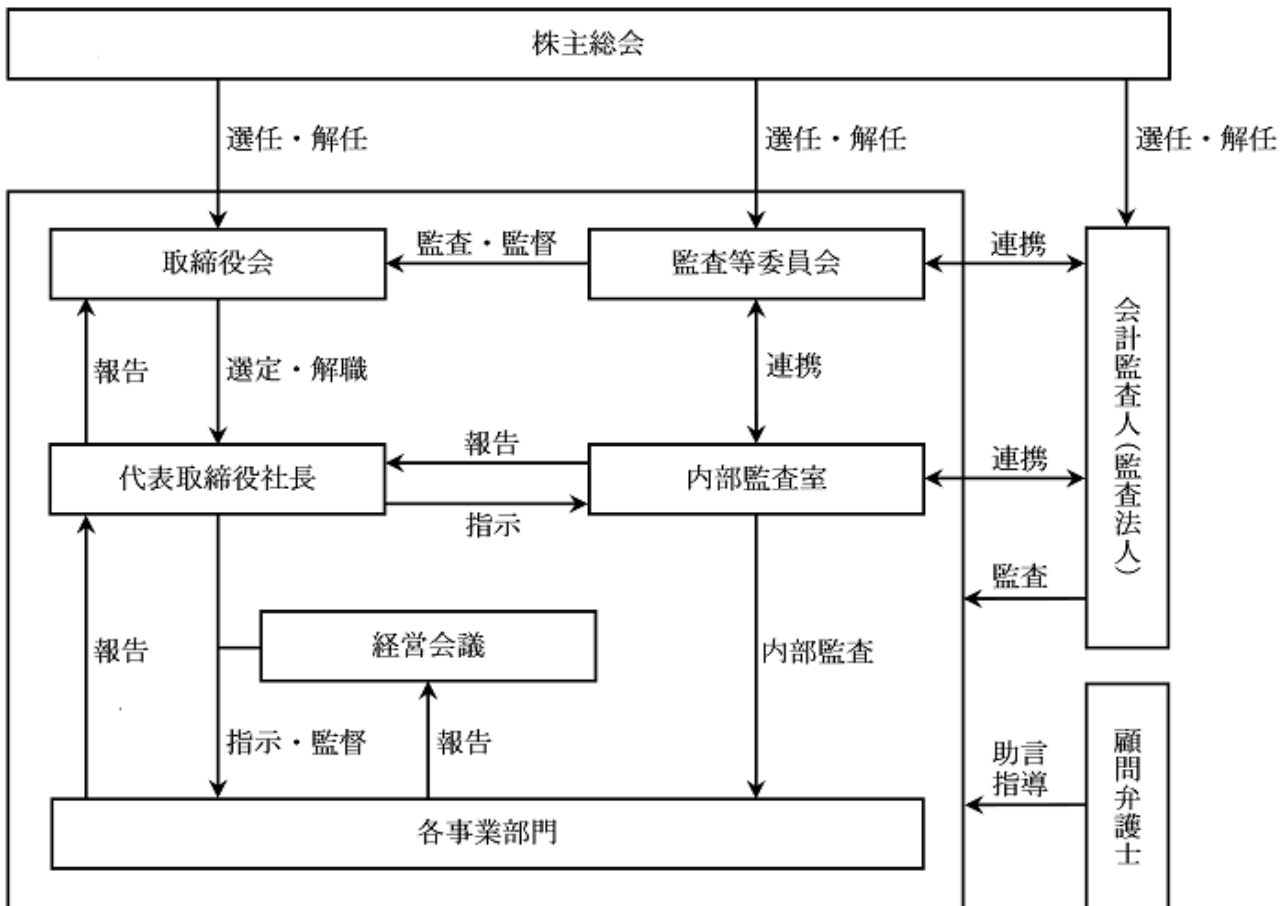 株主総会
選任・解任
選任・解任
選任・解任
取締役会
監査・監督
監査等委員会
連携
会計監査人(監査法人)
報告
選定・解職
連携
代表取締役社長
報告
指示
内部監査室
連携
監査
経営会議
報告
内部監査
指示・監督
報告
助言
指導
顧問弁護士
各事業部門